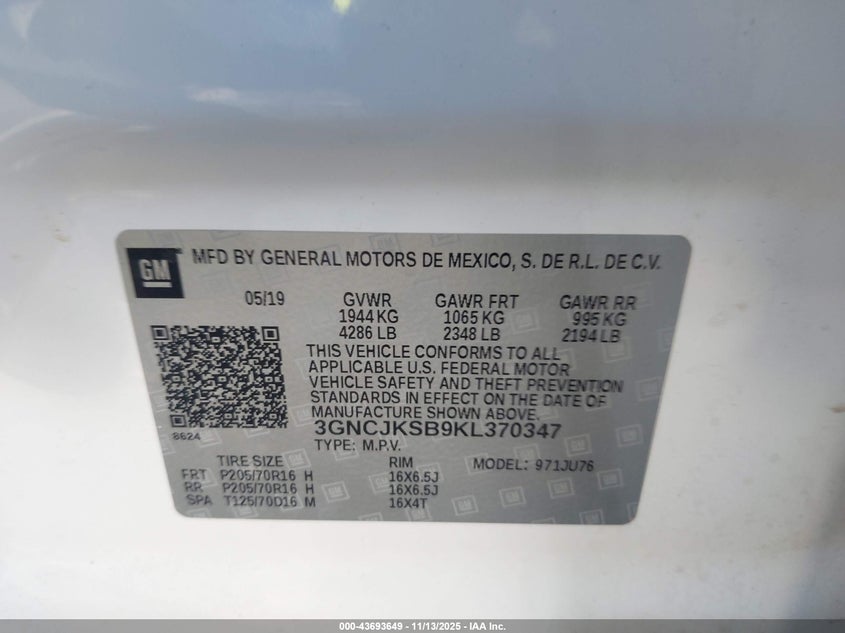 GM
MFD BY GENERAL MOTORS DE MEXICO, S. DE R.L. DE C.V.
05/19 GVWR GAWR FRT GAWR RR
1944 KG 1065 KG 995 KG
4286 LB 2348 LB 2194 LB
THIS VEHICLE CONFORMS TO ALL
APPLICABLE U.S. FEDERAL MOTOR
VEHICLE SAFETY AND THEFT PREVENTION
STANDARDS IN EFFECT ON THE DATE OF
MANUFACTURE SHOWN ABOVE.
8624
3GNCJKSB9KL370347
TYPE: M.P.V.
TIRE SIZE RIM MODEL: 971JU76
FRT P205/70R16 H 16X6.5J
RR P205/70R16 H 16X6.5J
SPA T125/70D16 M 16X4T
000-43693649 - 11/13/2025 - IAA Inc.